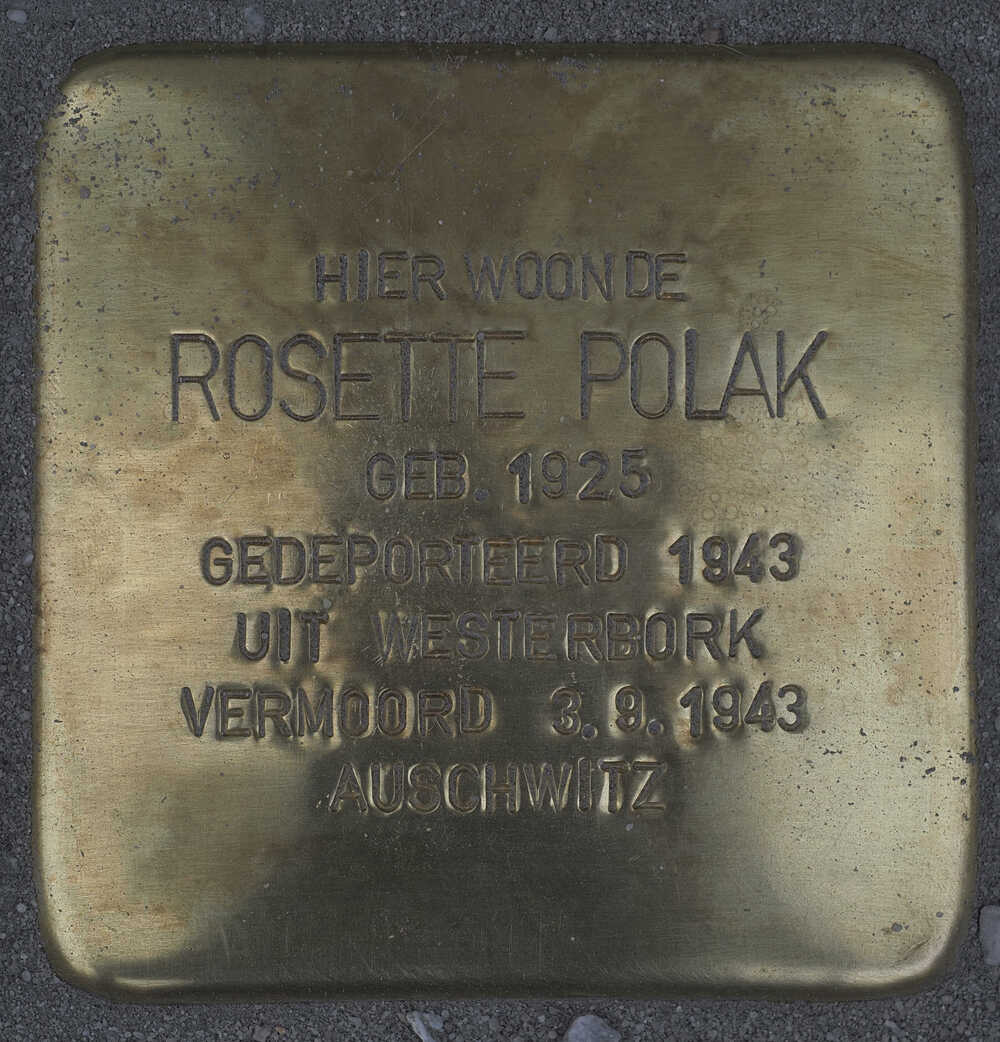 HIER WOONDE
ROSETTE POLAK
GEB. 1925
GEDEPORTEERD 1943
UIT WESTERBORK
VERMOORD 3.9.1943
AUSCHWITZ